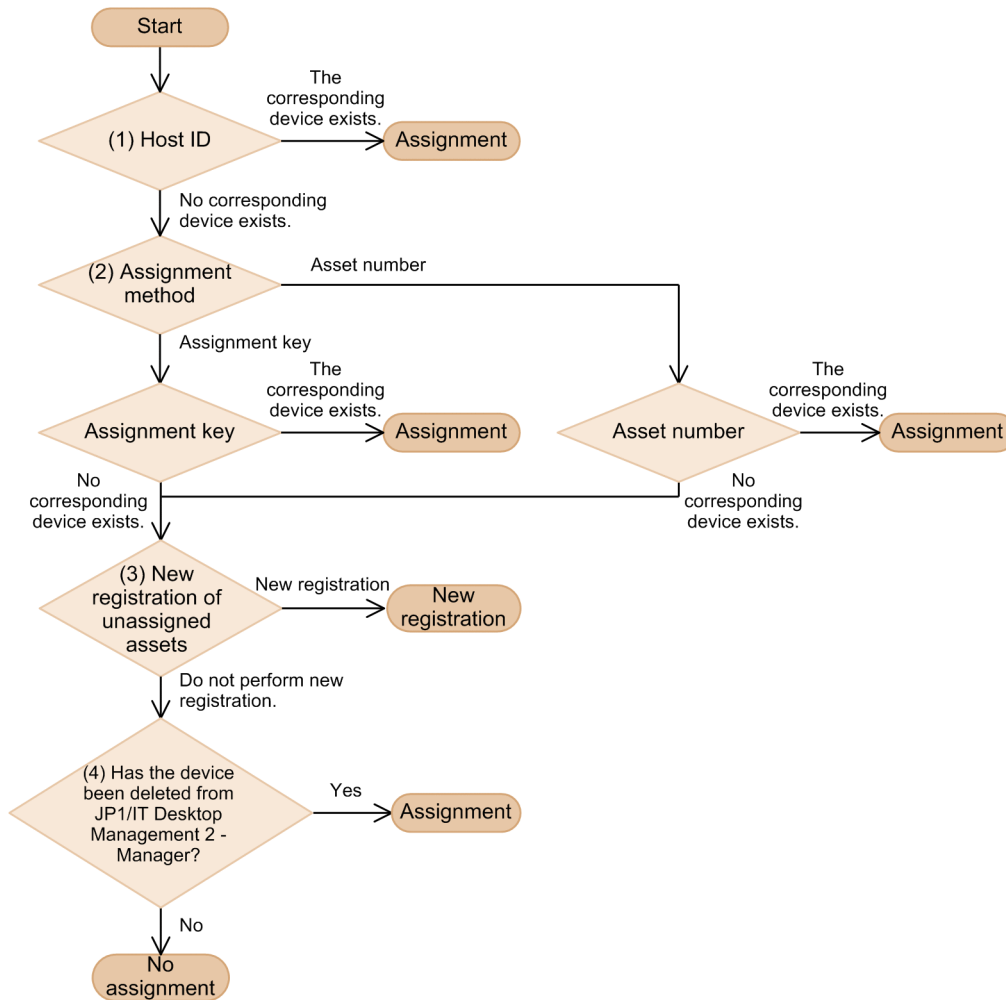 Start
The
corresponding
device exists.
(1) Host ID
Assignment
No corresponding
device exists.
(2) Assignment
method
Asset number
Assignment key
The
corresponding
device exists.
The
corresponding
device exists.
Assignment key
Assignment
Asset number
Assignment
No
corresponding
device exists.
No
corresponding
device exists.
(3) New
registration of
unassigned
assets
New registration
New
registration
Do not perform new
registration.
(4) Has the device
been deleted from
JP1/IT Desktop
Management 2 -
Manager?
Yes
Assignment
No
No
assignment